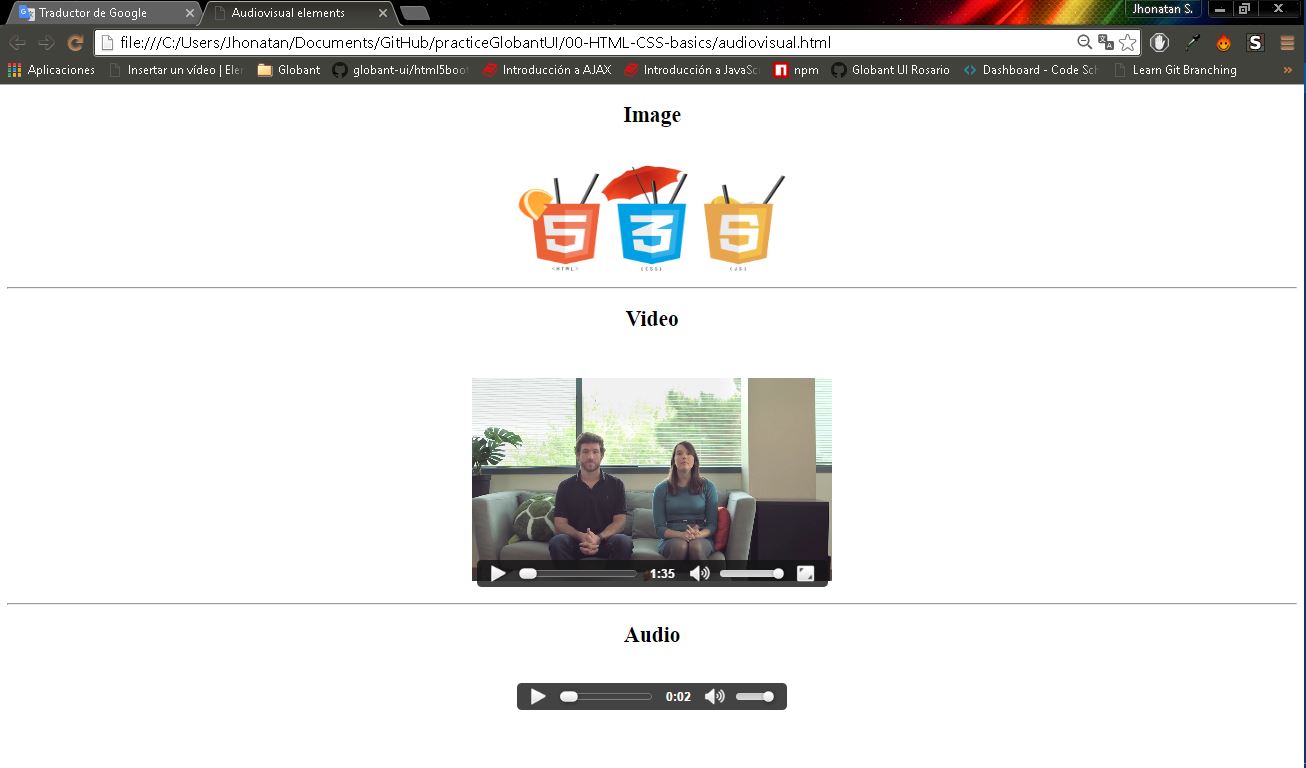 Traductor de Google
Audiovisual elements
Jhonatan S.
file:///C:/Users/Jhonatan/Documents/GitHub/practiceGlobantUI/00-HTML-CSS-basics/audiovisual.html
Aplicaciones
Insertar un vídeo | Eler
Globant
globant-ui/html5boot
Introducción a AJAX
Introducción a JavaSc
npm
Globant UI Rosario
Dashboard - Code Sch
Learn Git Branching
»
Image
5 3 5
<HTML> {CSS} {JS}
Video
1:35
Audio
0:02